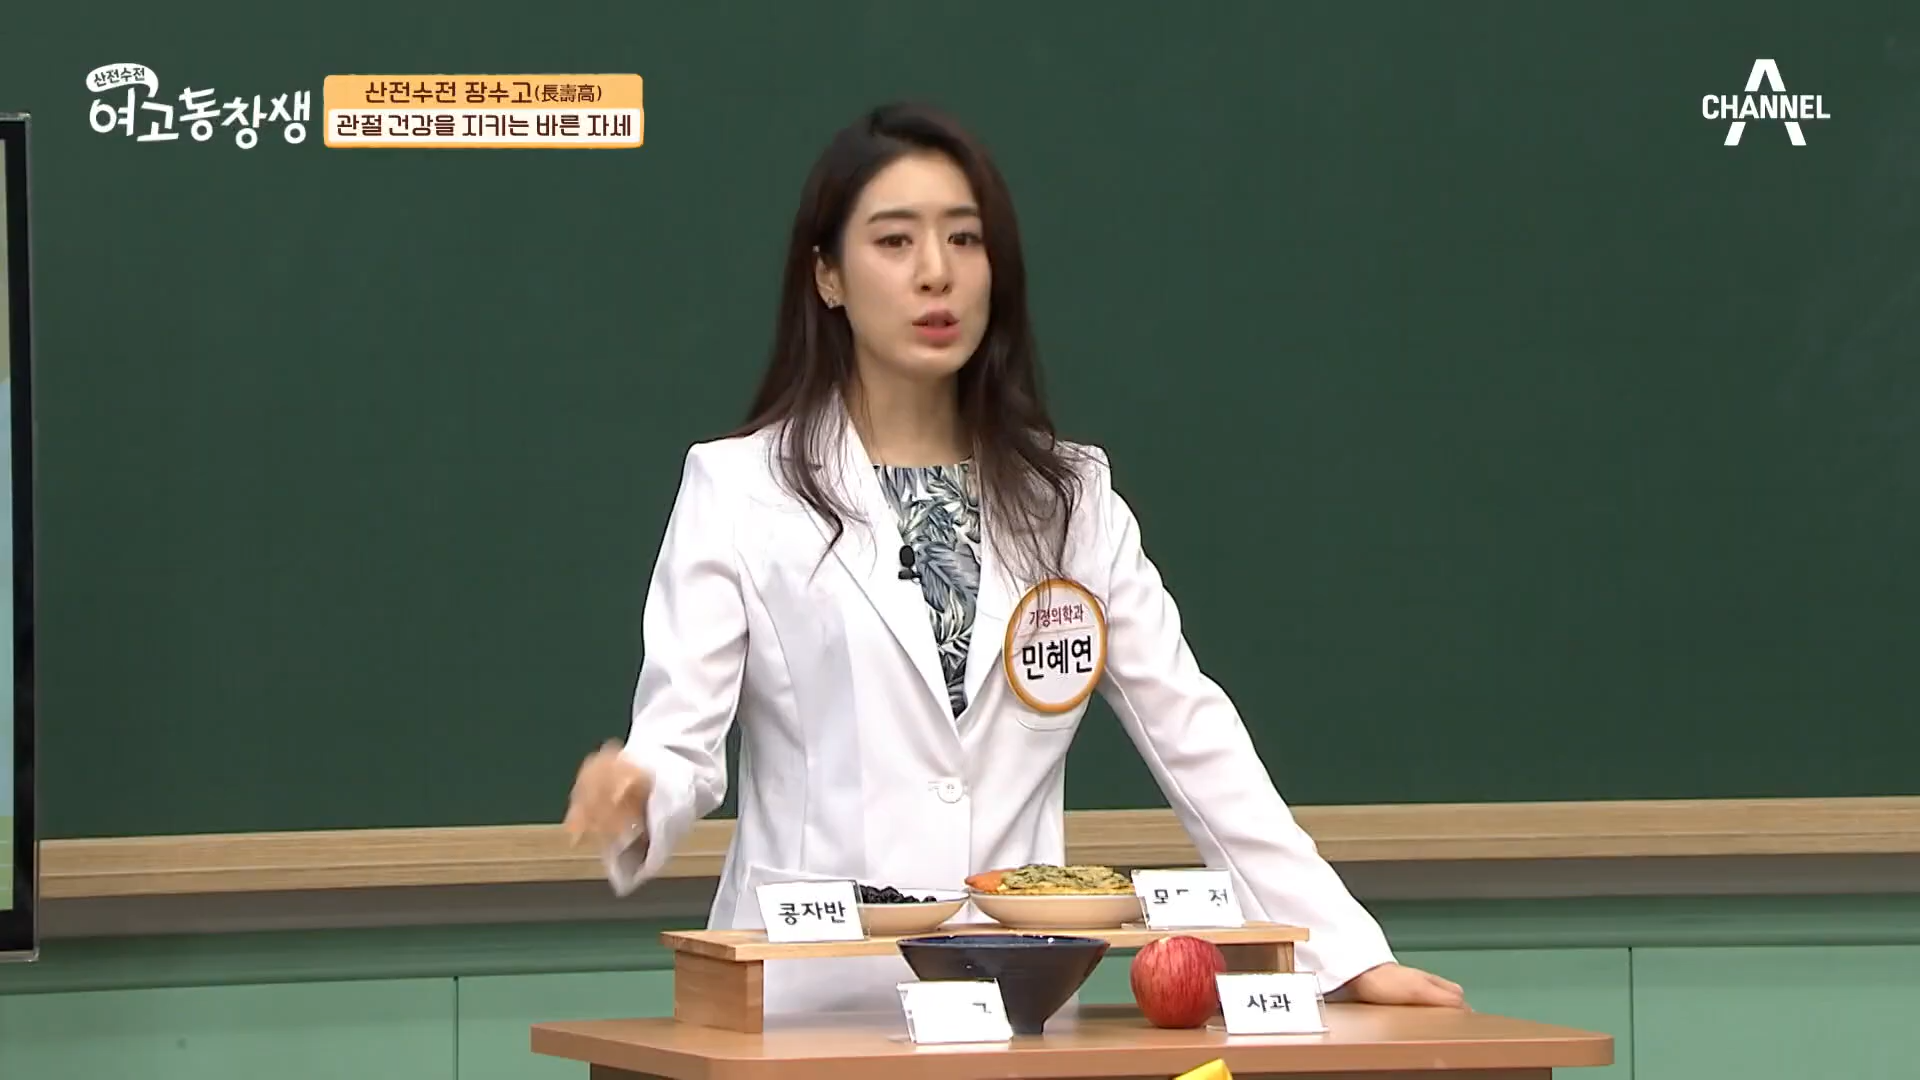 산전수전
여고동창생
산전수전 장수고(長壽高)
관절 건강을 지키는 바른 자세
CHANNEL A
가정의학과
민혜연
콩자반
사과